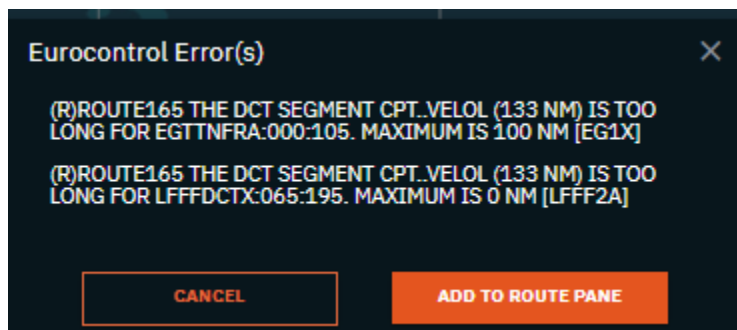 Eurocontrol Error(s)
(R)ROUTE165 THE DCT SEGMENT CPT..VELOL (133 NM) IS TOO
LONG FOR EGTTNFRA:000:105. MAXIMUM IS 100 NM [EG1X]
(R)ROUTE165 THE DCT SEGMENT CPT..VELOL (133 NM) IS TOO
LONG FOR LFFFDCTX:065:195. MAXIMUM IS 0 NM [LFFF2A]
CANCEL
ADD TO ROUTE PANE